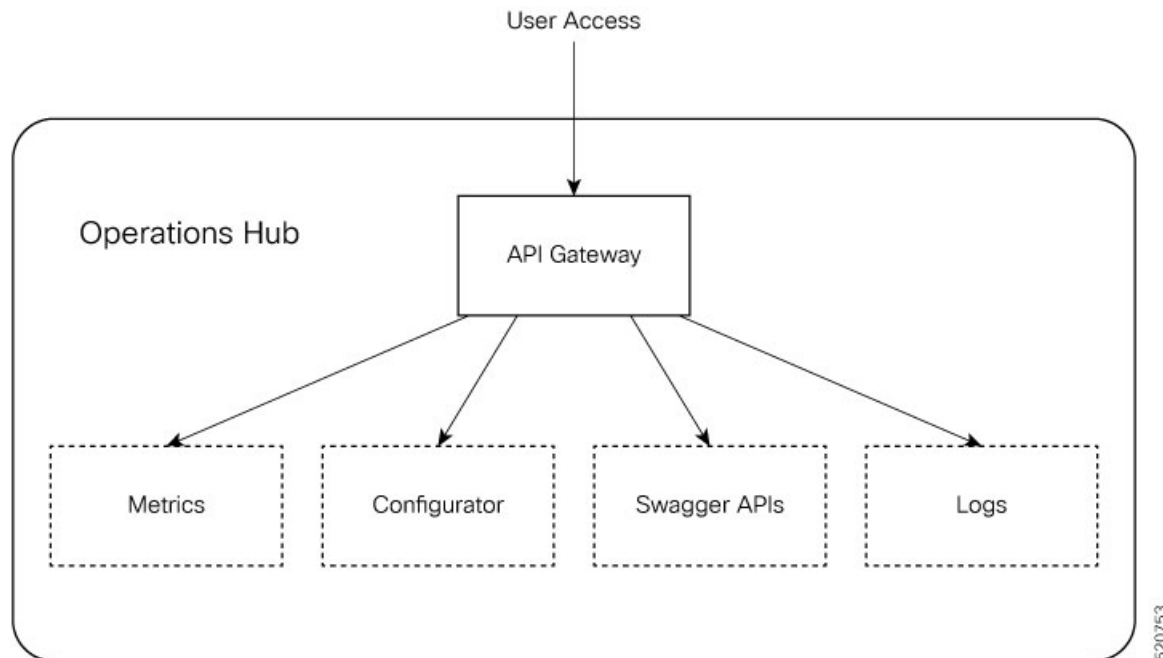 User Access
Operations Hub
API Gateway
Metrics
Configurator
Swagger APIs
Logs
520753